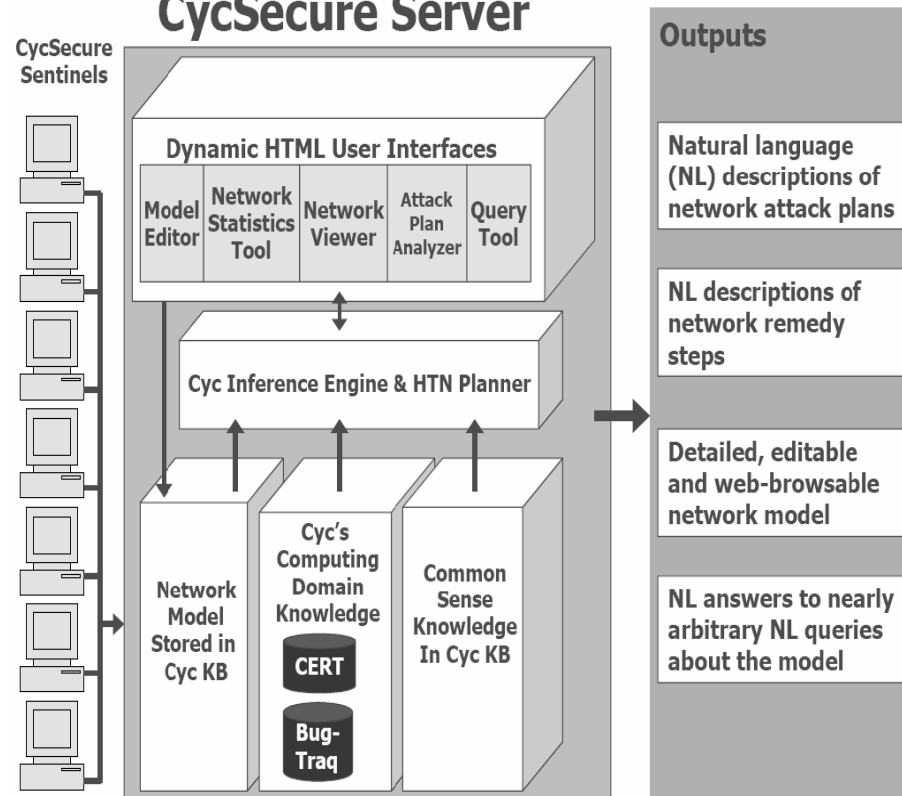 CycSecure Server
CycSecure
Sentinels
Dynamic HTML User Interfaces
Model
Editor
Network
Statistics
Tool
Network
Viewer
Attack
Plan
Analyzer
Query
Tool
Cyc Inference Engine & HTN Planner
Network
Model
Stored in
Cyc KB
Cyc's
Computing
Domain
Knowledge
CERT
Bug-
Traq
Common
Sense
Knowledge
In Cyc KB
Outputs
Natural language
(NL) descriptions of
network attack plans
NL descriptions of
network remedy
steps
Detailed, editable
and web-browsable
network model
NL answers to nearly
arbitrary NL queries
about the model